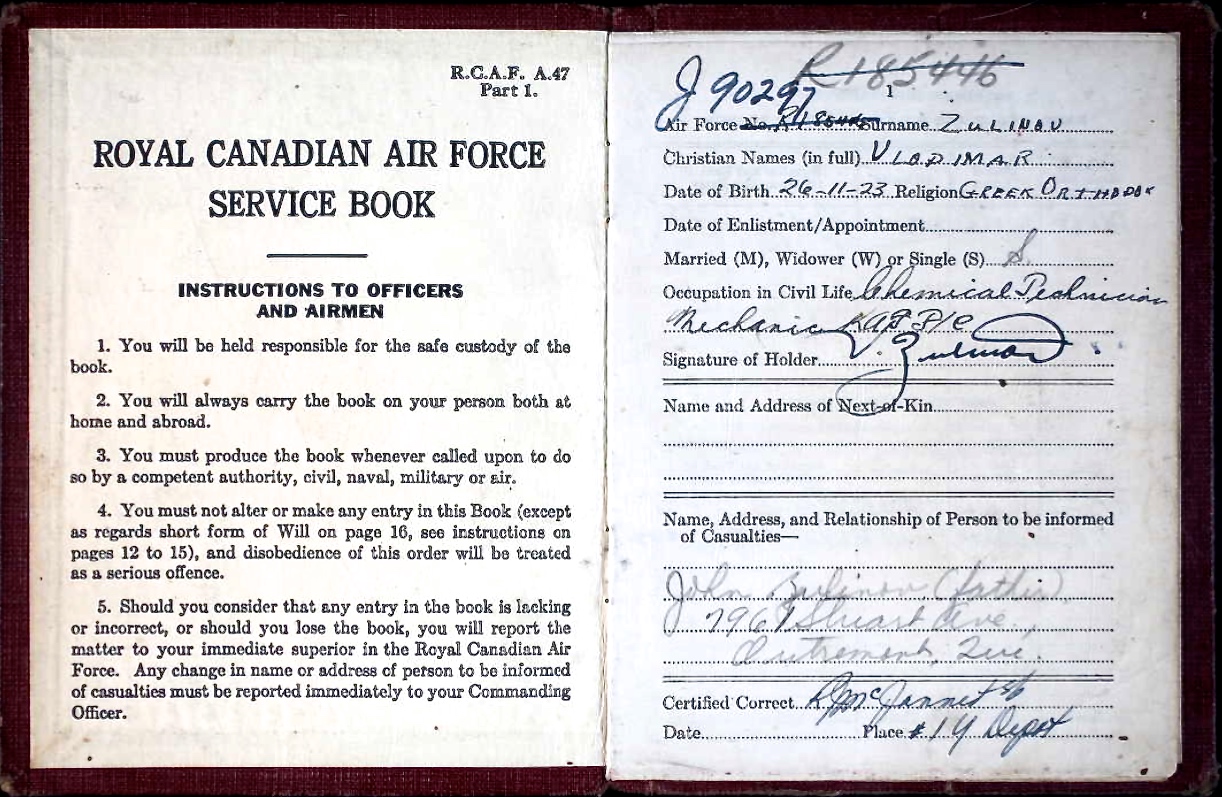 R.C.A.F. A.47
Part 1.
ROYAL CANADIAN AIR FORCE
SERVICE BOOK
INSTRUCTIONS TO OFFICERS
AND AIRMEN
1. You will be held responsible for the safe custody of the
book.
2. You will always carry the book on your person both at
home and abroad.
3. You must produce the book whenever called upon to do
so by a competent authority, civil, naval, military or air.
4. You must not alter or make any entry in this Book (except
as regards short form of Will on page 16, see instructions on
pages 12 to 15), and disobedience of this order will be treated
as a serious offence.
5. Should you consider that any entry in the book is lacking
or incorrect, or should you lose the book, you will report the
matter to your immediate superior in the Royal Canadian Air
Force. Any change in name or address of person to be informed
of casualties must be reported immediately to your Commanding
Officer.
R185446
J90297
1
Air Force No. R185446 Surname ZULINOV
Christian Names (in full) VLADIMAR
Date of Birth 26-11-23 Religion GREEK ORTHODOX
Date of Enlistment/Appointment
Married (M), Widower (W) or Single (S) S
Occupation in Civil Life Chemical Technician
Mechanic
Signature of Holder V. Zulinov
Name and Address of Next-of-Kin
Name, Address, and Relationship of Person to be informed
of Casualties—
John Zulinov (father)
Stuart Ave.,
Outremont, Que.
Certified Correct
Date Place #1 Y Depot